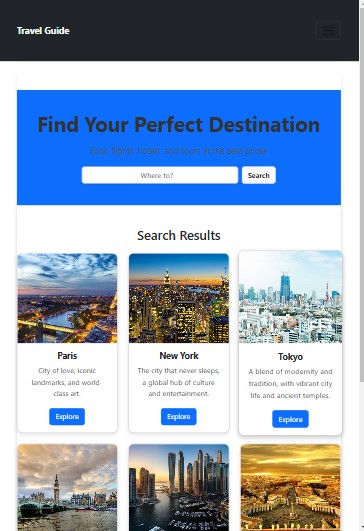 Travel Guide
Find Your Perfect Destination
Book flights, hotels, and tours at the best prices
Where to?
Search
Search Results
Paris
City of love, iconic
landmarks, and world
class art.
Explore
New York
The city that never sleeps,
a global hub of culture
and entertainment.
Explore
Tokyo
A blend of modernity and
tradition, with vibrant city
life and ancient temples.
Explore